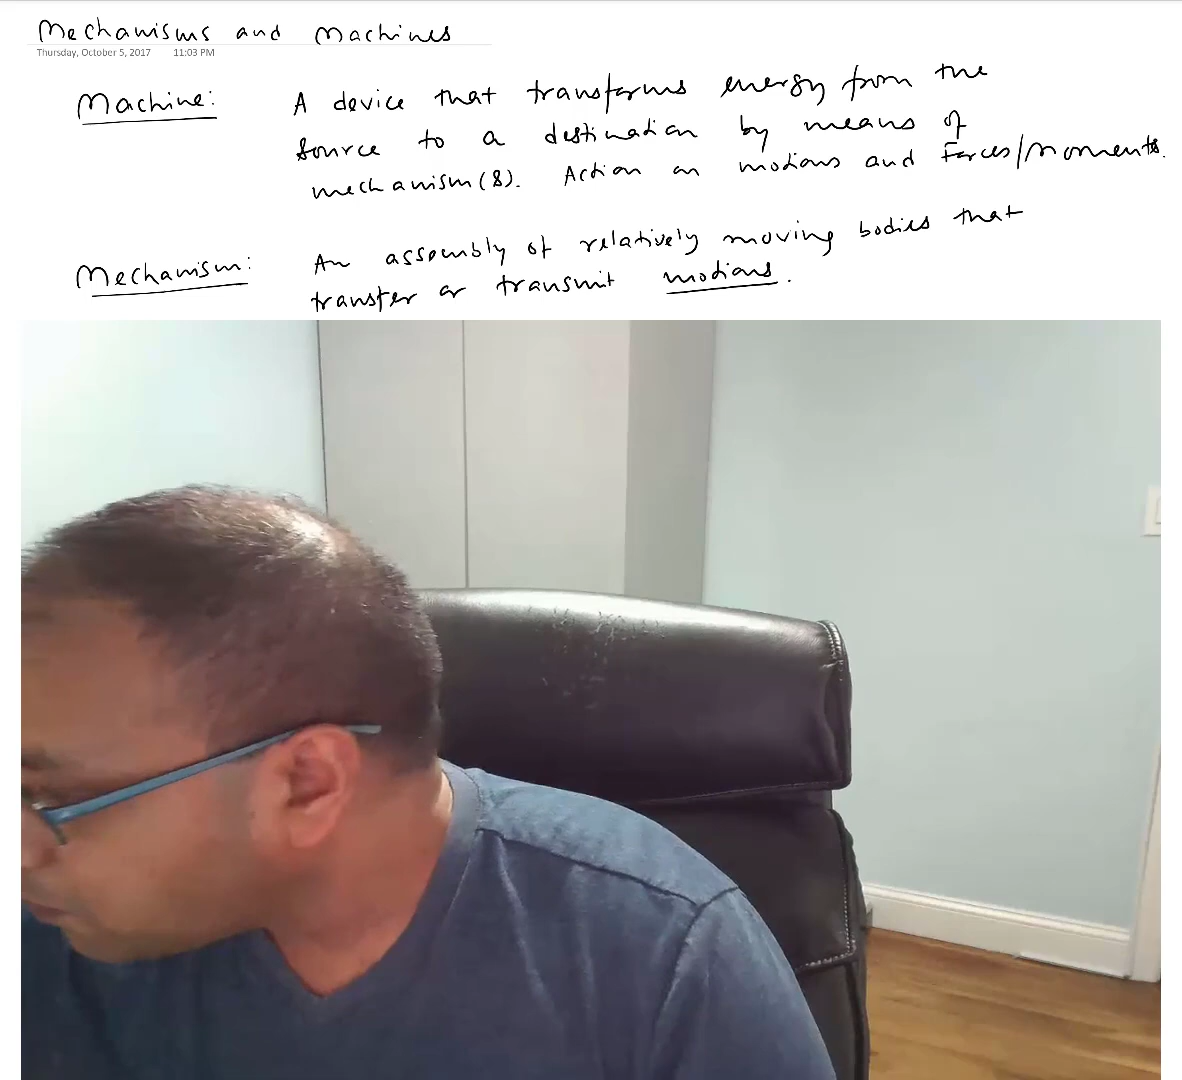 Mechanisms and Machines
Thursday, October 5, 2017 11:03 PM
Machine: A device that transforms energy from the
source to a destination by means of
mechanism(s). Action on motions and Forces/Moments.
Mechanism: An assembly of relatively moving bodies that
transfer or transmit motions.